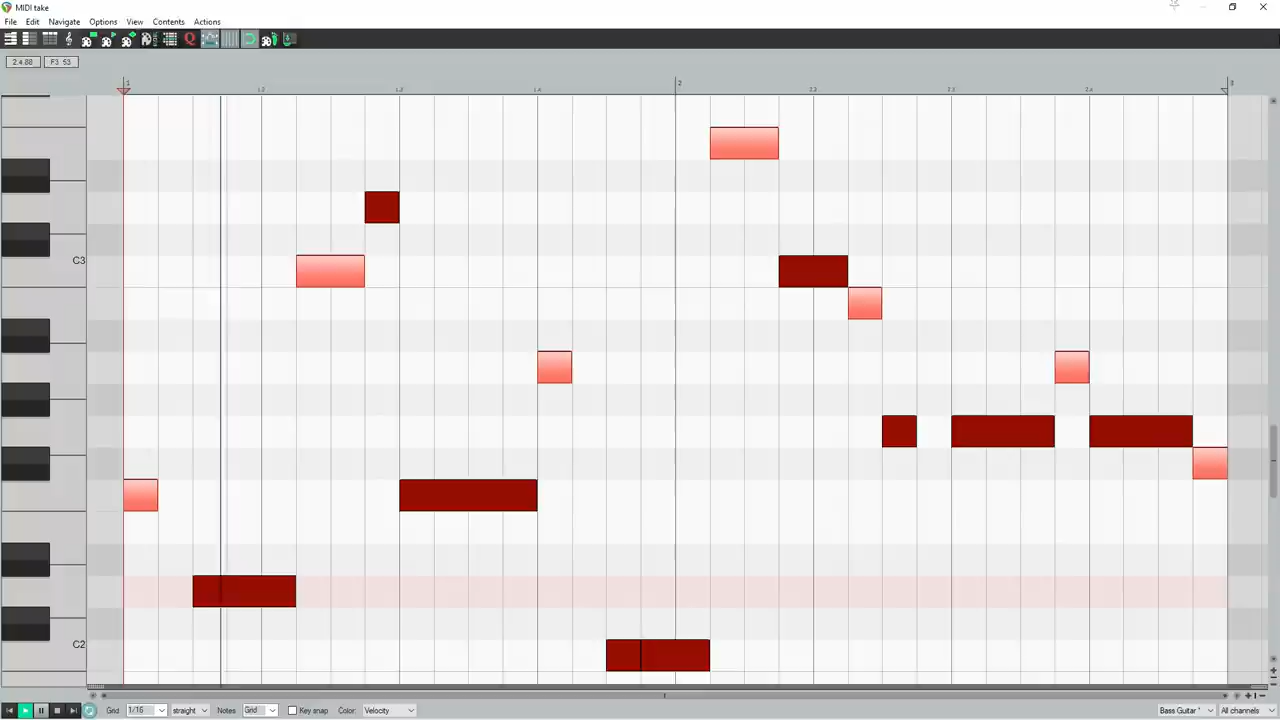 MIDI take
File Edit Navigate Options View Contents Actions
Q
2.4.88 F3 53
1 2 3
1.2 1.3 1.4 2.2 2.3 2.4
C3
C2
Grid 1/16 straight Notes Grid Key snap Color: Velocity Bass Guitar * All channels